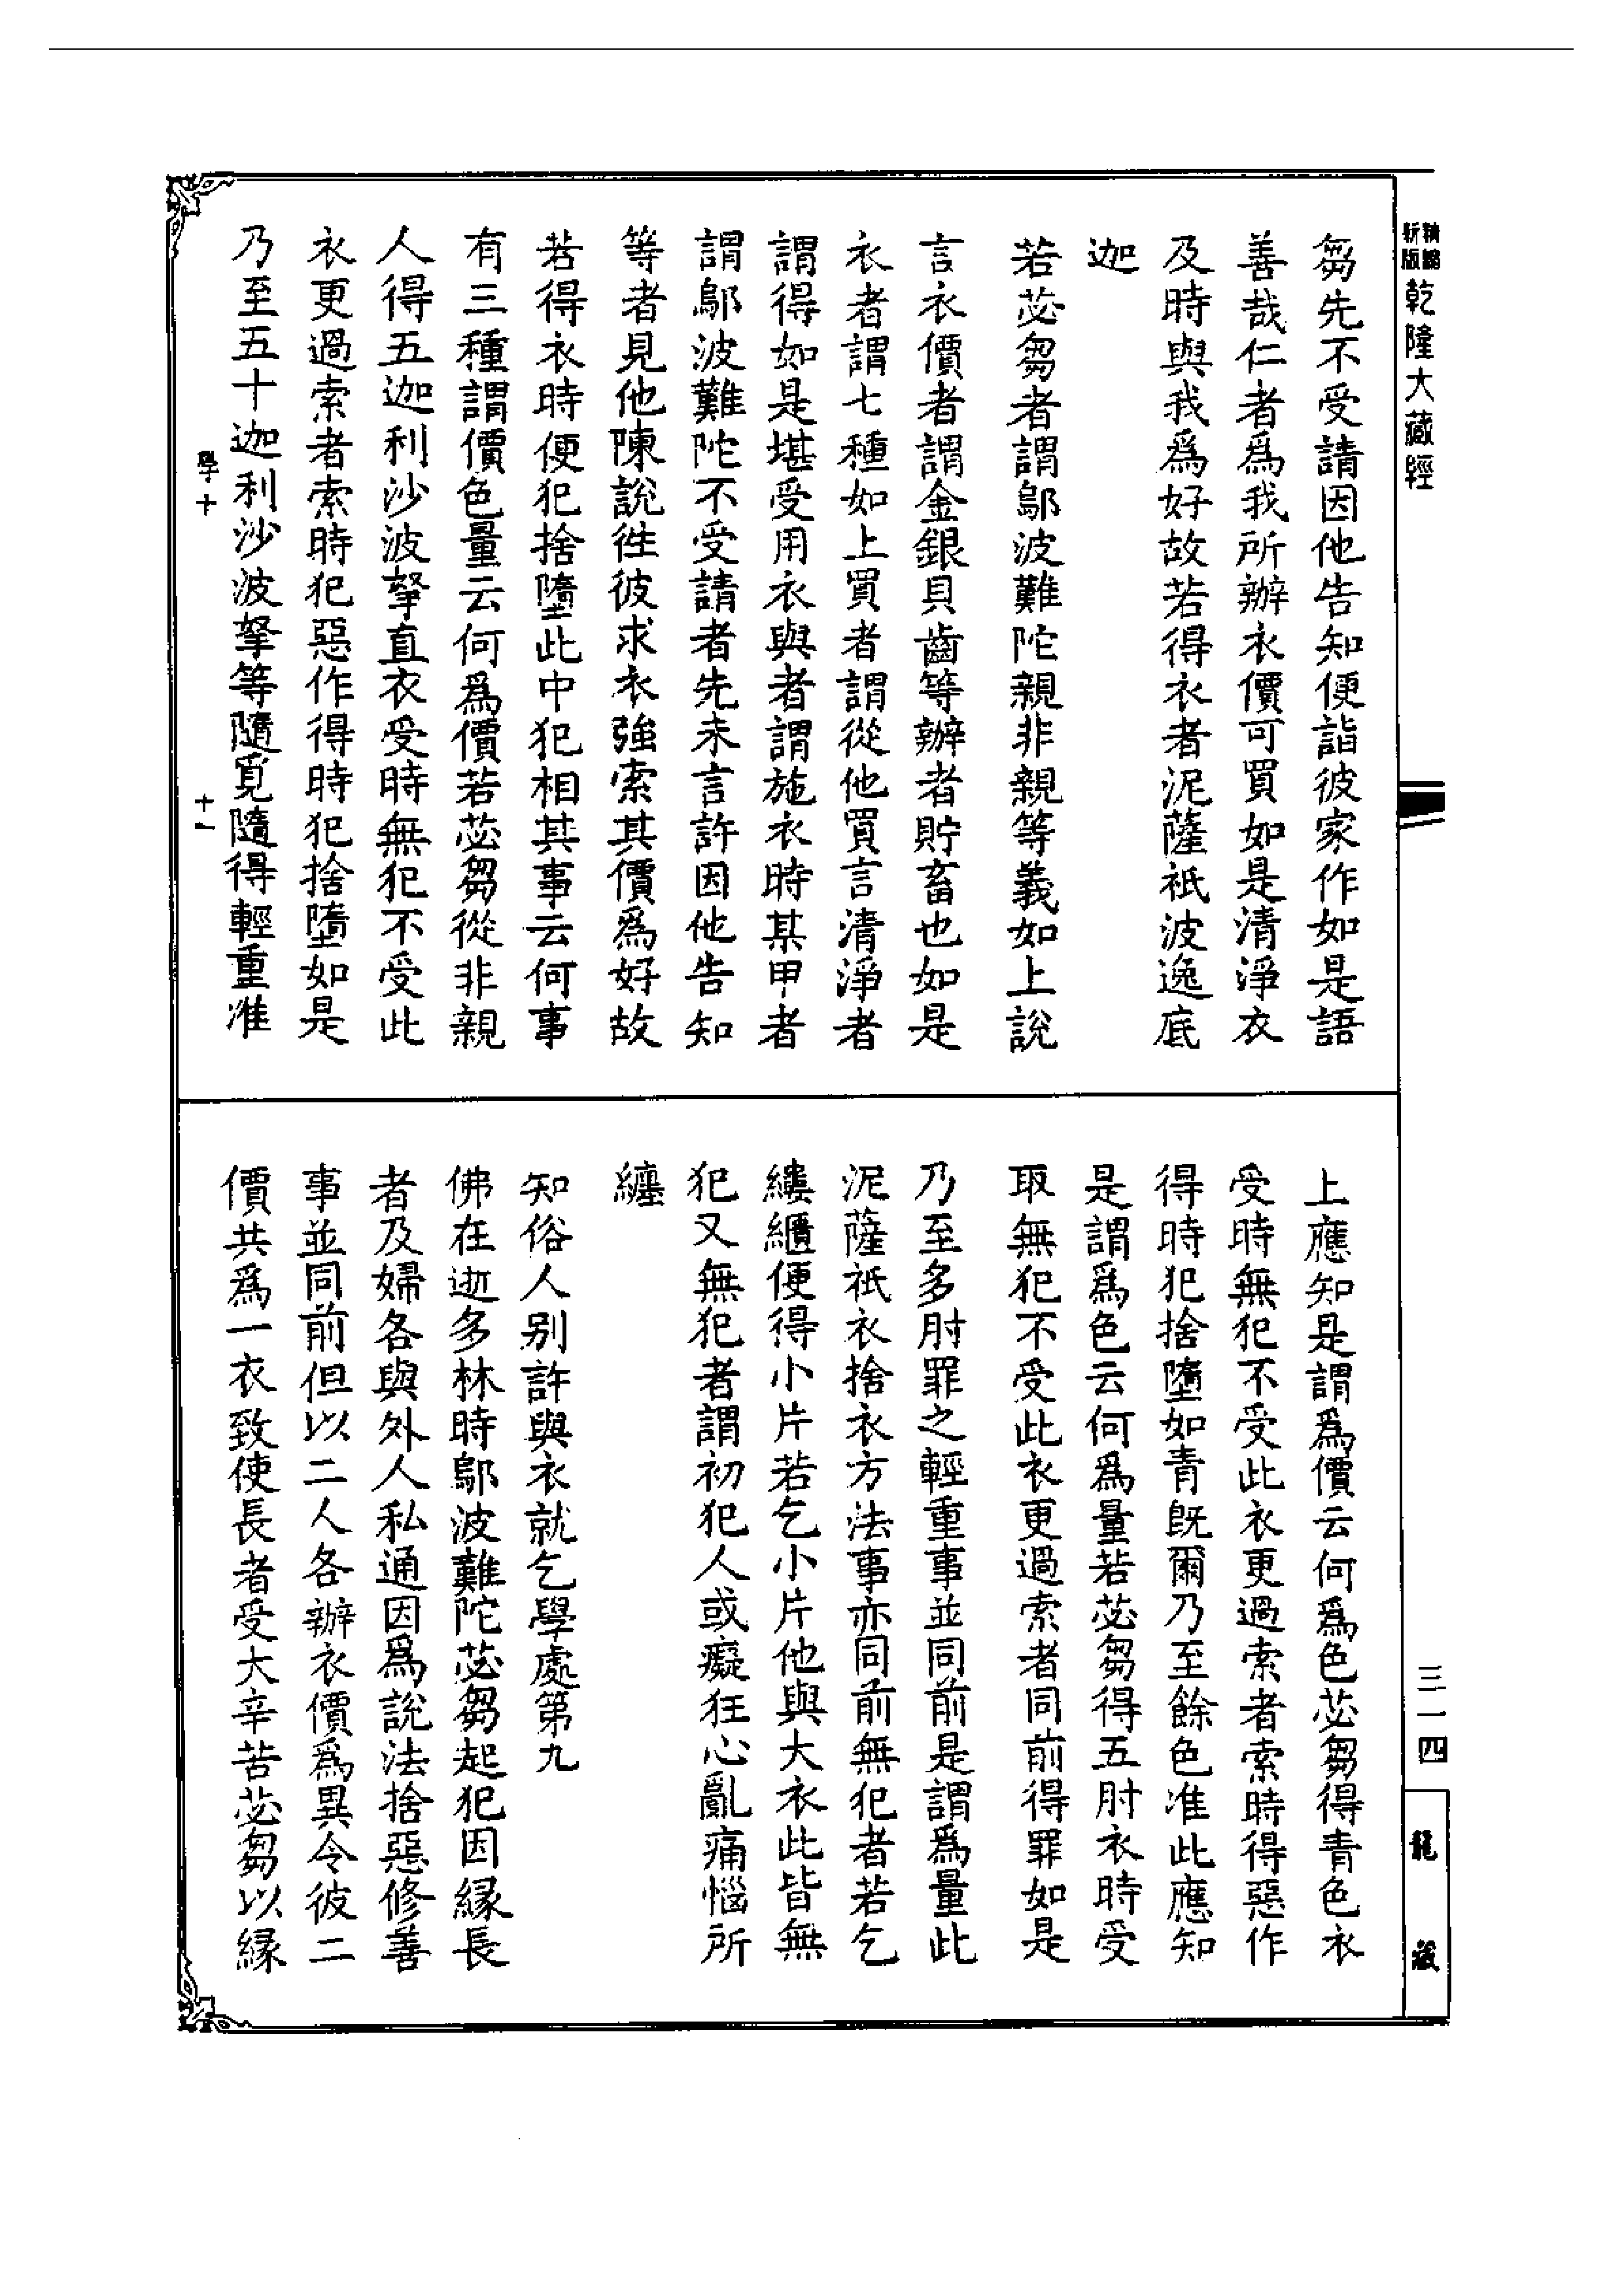 新版
乾隆大藏經
芻先不受請因他告知便詣彼家作如是語
善哉仁者爲我所辦衣價可買如是清淨衣
及時與我爲好故若得衣者泥薩祇波逸底
迦
若苾芻者謂鄔波難陀親非親等義如上說
言衣價者謂金銀貝齒等辦者貯畜也如是
衣者謂七種如上買者謂從他買言清淨者
謂得如是堪受用衣與者謂施衣時某甲者
謂鄔波難陀不受請者先未言許因他告知
等者見他陳說徃彼求衣強索其價爲好故
若得衣時便犯捨墮此中犯相其事云何事
有三種謂價色量云何爲價若苾芻從非親
人得五迦利沙波拏直衣受時無犯不受此
衣更過索者索時犯惡作得時犯捨墮如是
乃至五十迦利沙波拏等隨覓隨得輕重准
學十
十一
上應知是謂爲價云何爲色苾芻得青色衣
受時無犯不受此衣更過索者索時得惡作
得時犯捨墮如青既爾乃至餘色准此應知
是謂爲色云何爲量若苾芻得五肘衣時受
取無犯不受此衣更過索者同前得罪如是
乃至多肘罪之輕重事並同前是謂爲量此
泥薩祇衣捨衣方法事亦同前無犯者若乞
縷繼便得小片若乞小片他與大衣此皆無
犯又無犯者謂初犯人或癡狂心亂痛惱所
纏
知俗人别許與衣就乞學處第九
佛在逝多林時鄔波難陀苾芻起犯因緣長
者及婦各與外人私通因爲說法捨惡修善
事並同前但以二人各辦衣價爲異令彼二
價共爲一衣致使長者受大辛苦苾芻以緣
三一四
龍藏